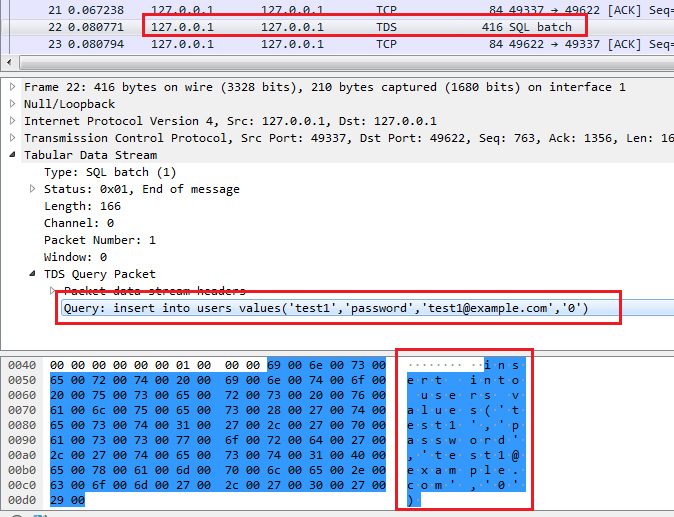 21 0.067238 127.0.0.1 127.0.0.1 TCP 84 49337 → 49622 [ACK] Seq=
22 0.080771 127.0.0.1 127.0.0.1 TDS 416 SQL batch
23 0.080794 127.0.0.1 127.0.0.1 TCP 84 49622 → 49337 [ACK] Seq=
Frame 22: 416 bytes on wire (3328 bits), 210 bytes captured (1680 bits) on interface 1
Null/Loopback
Internet Protocol Version 4, Src: 127.0.0.1, Dst: 127.0.0.1
Transmission Control Protocol, Src Port: 49337, Dst Port: 49622, Seq: 763, Ack: 1356, Len: 16
Tabular Data Stream
Type: SQL batch (1)
Status: 0x01, End of message
Length: 166
Channel: 0
Packet Number: 1
Window: 0
TDS Query Packet
Packet data stream headers
Query: insert into users values('test1','password','test1@example.com','0')
0040 00 00 00 00 00 01 00 00 00 69 00 6e 00 73 00 ........ ..i.n.s.
0050 65 00 72 00 74 00 20 00 69 00 6e 00 74 00 6f 00 e.r.t. . i.n.t.o.
0060 20 00 75 00 73 00 65 00 72 00 73 00 20 00 76 00 .u.s.e. r.s. .v.
0070 61 00 6c 00 75 00 65 00 73 00 28 00 27 00 74 00 a.l.u.e. s.(.'.t.
0080 65 00 73 00 74 00 31 00 27 00 2c 00 27 00 70 00 e.s.t.1. '.,.'.p.
0090 61 00 73 00 73 00 77 00 6f 00 72 00 64 00 27 00 a.s.s.w. o.r.d.'.
00a0 2c 00 27 00 74 00 65 00 73 00 74 00 31 00 40 00 ,.'.t.e. s.t.1.@.
00b0 65 00 78 00 61 00 6d 00 70 00 6c 00 65 00 2e 00 e.x.a.m. p.l.e...
00c0 63 00 6f 00 6d 00 27 00 2c 00 27 00 30 00 27 00 c.o.m.'. ,.'.0.'.
00d0 29 00 ).